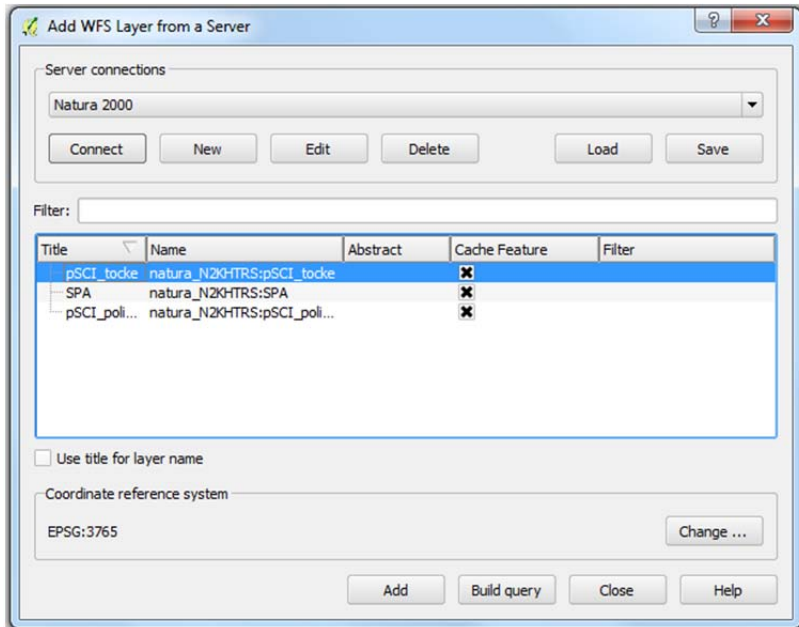 Add WFS Layer from a Server
Server connections
Natura 2000
Connect New Edit Delete Load Save
Filter:
Title Name Abstract Cache Feature Filter
pSCI_tocke natura_N2KHTRS:pSCI_tocke
SPA natura_N2KHTRS:SPA
pSCI_poli... natura_N2KHTRS:pSCI_poli...
Use title for layer name
Coordinate reference system
EPSG:3765 Change ...
Add Build query Close Help